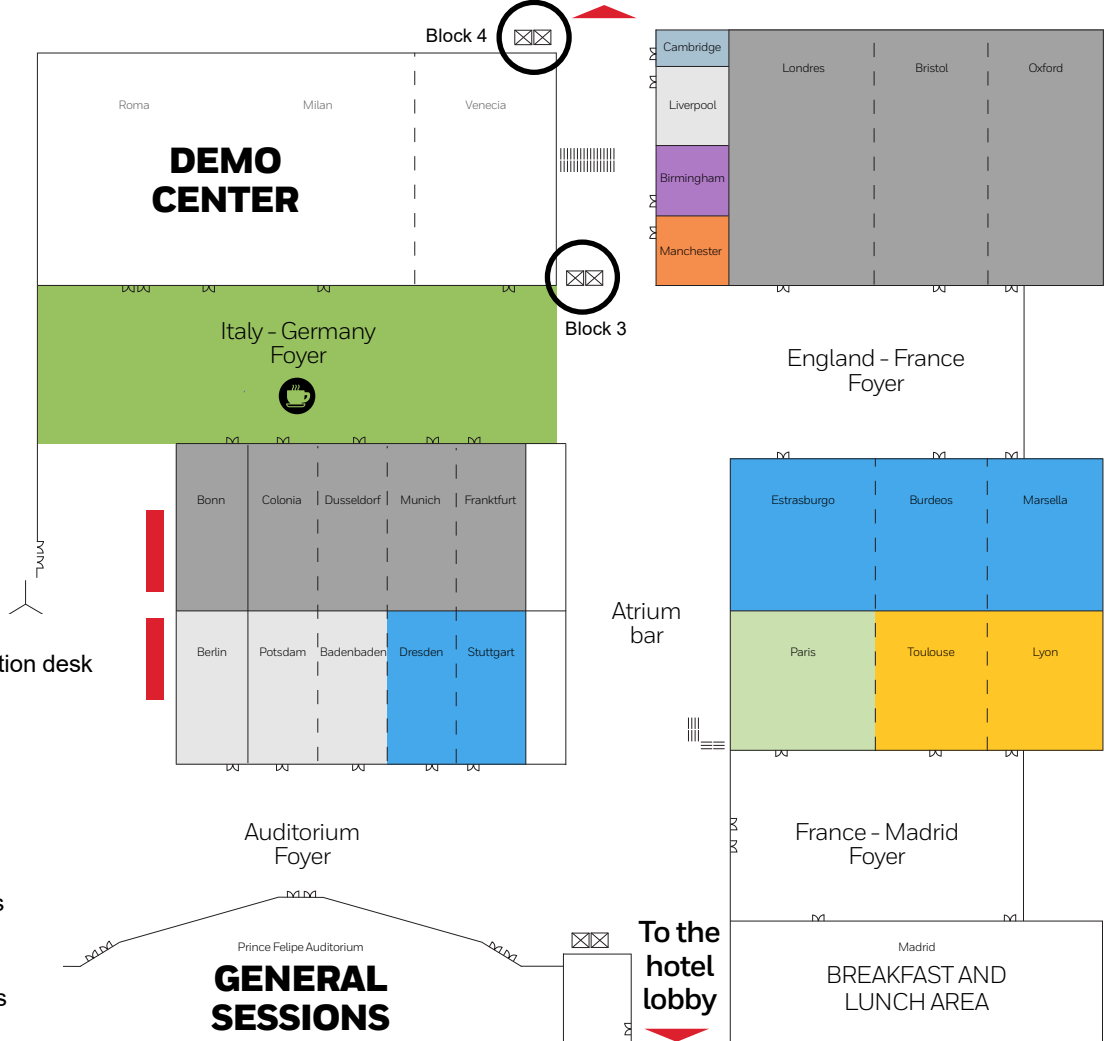 Block 4
Cambridge
Londres
Bristol
Oxford
Roma
Milan
Venecia
Liverpool
DEMO
CENTER
Birmingham
Manchester
Block 3
Italy - Germany
Foyer
England - France
Foyer
Bonn
Colonia
Dusseldorf
Munich
Franktfurt
Estrasburgo
Burdeos
Marsella
Atrium
bar
Berlin
Potsdam
Badenbaden
Dresden
Stuttgart
Paris
Toulouse
Lyon
tion desk
Auditorium
Foyer
France - Madrid
Foyer
s
Prince Felipe Auditorium
GENERAL
SESSIONS
To the
hotel
lobby
Madrid
BREAKFAST AND
LUNCH AREA
s